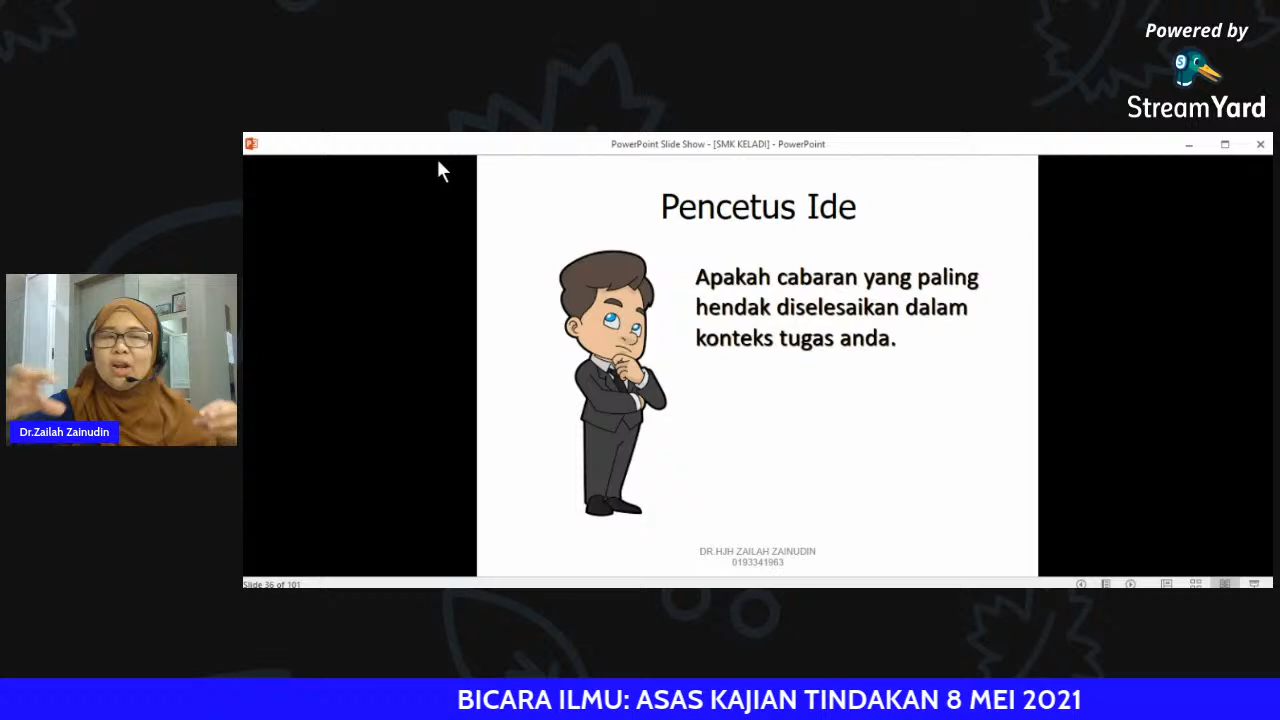 Powered by
StreamYard
PowerPoint Slide Show - [SMK KELADI] - PowerPoint
Pencetus Ide
Apakah cabaran yang paling
hendak diselesaikan dalam
konteks tugas anda.
Dr.Zailah Zainudin
DR.HJH ZAILAH ZAINUDIN
0193341963
Slide 36 of 101
BICARA ILMU: ASAS KAJIAN TINDAKAN 8 MEI 2021